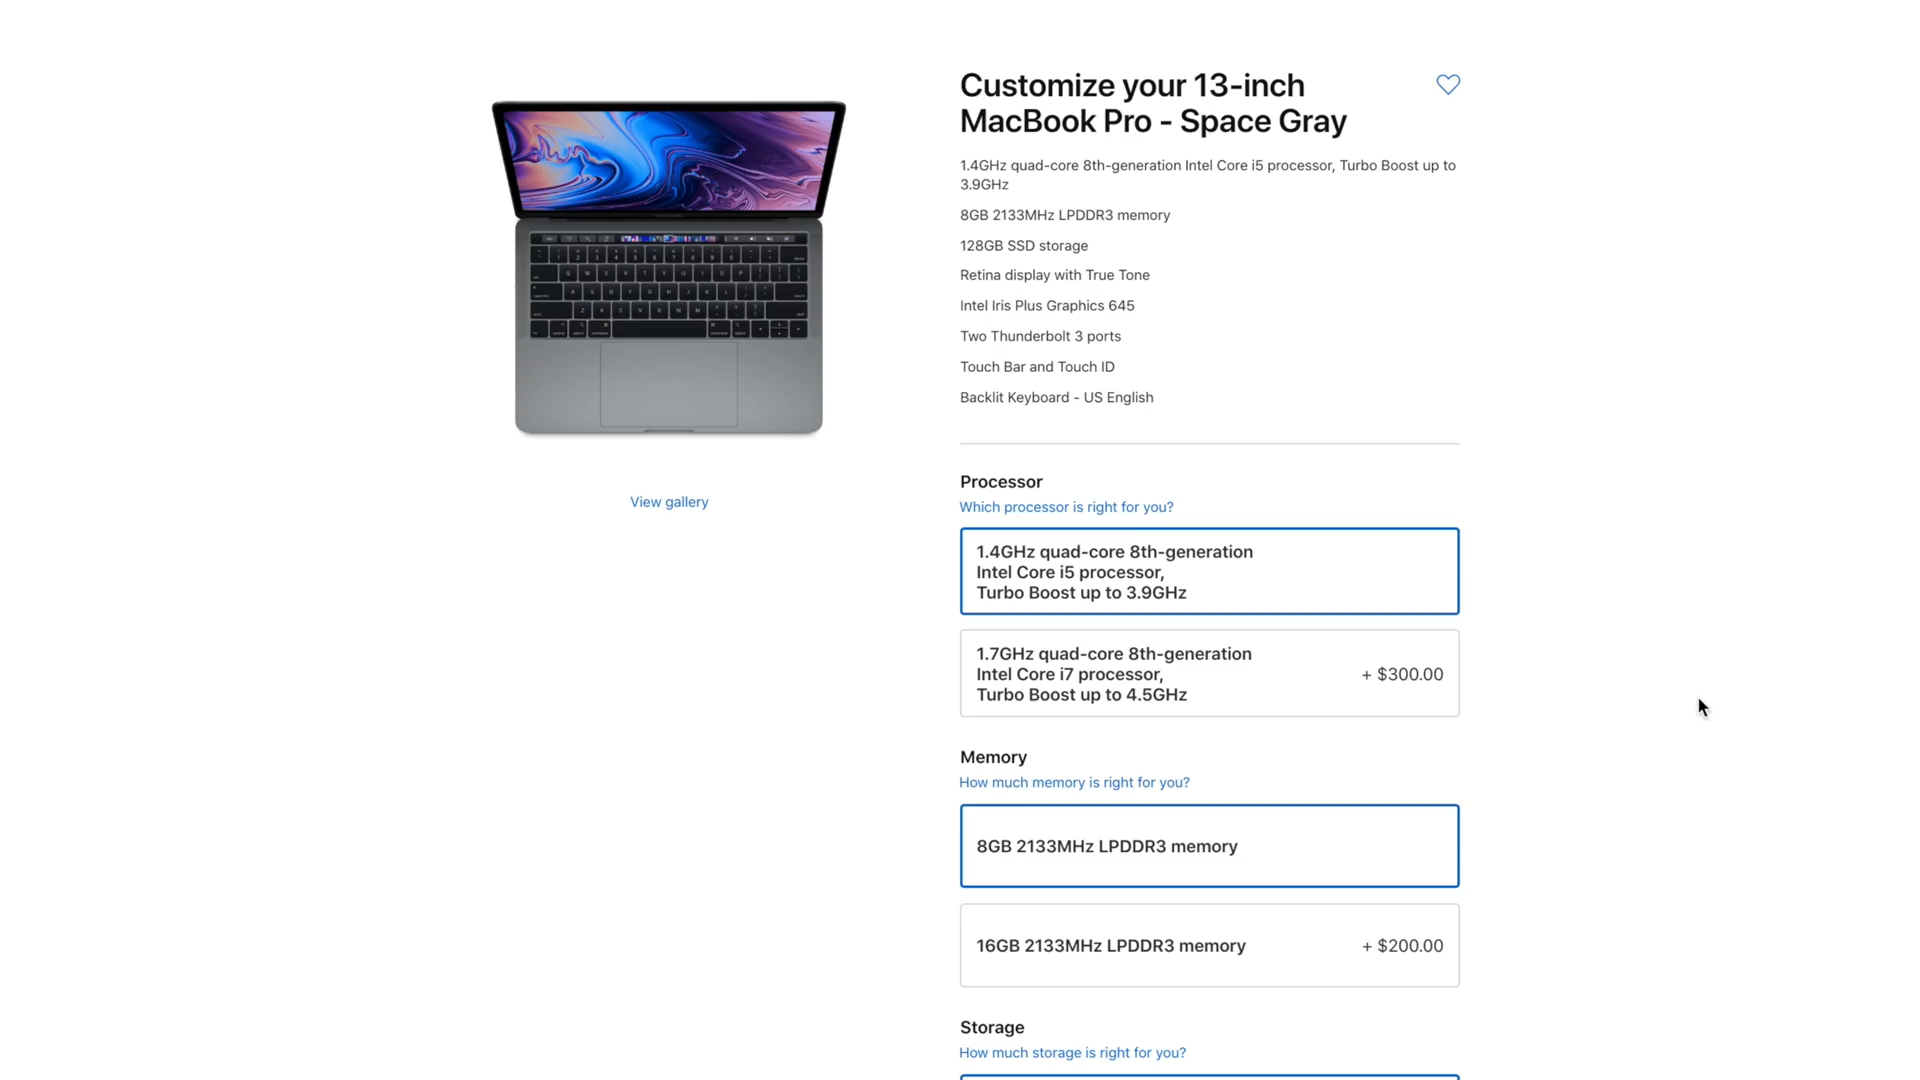 Customize your 13-inch
MacBook Pro - Space Gray
1.4GHz quad-core 8th-generation Intel Core i5 processor, Turbo Boost up to
3.9GHz
8GB 2133MHz LPDDR3 memory
128GB SSD storage
Retina display with True Tone
Intel Iris Plus Graphics 645
Two Thunderbolt 3 ports
Touch Bar and Touch ID
Backlit Keyboard - US English
View gallery
Processor
Which processor is right for you?
1.4GHz quad-core 8th-generation
Intel Core i5 processor,
Turbo Boost up to 3.9GHz
1.7GHz quad-core 8th-generation
Intel Core i7 processor,
Turbo Boost up to 4.5GHz
+ $300.00
Memory
How much memory is right for you?
8GB 2133MHz LPDDR3 memory
16GB 2133MHz LPDDR3 memory
+ $200.00
Storage
How much storage is right for you?